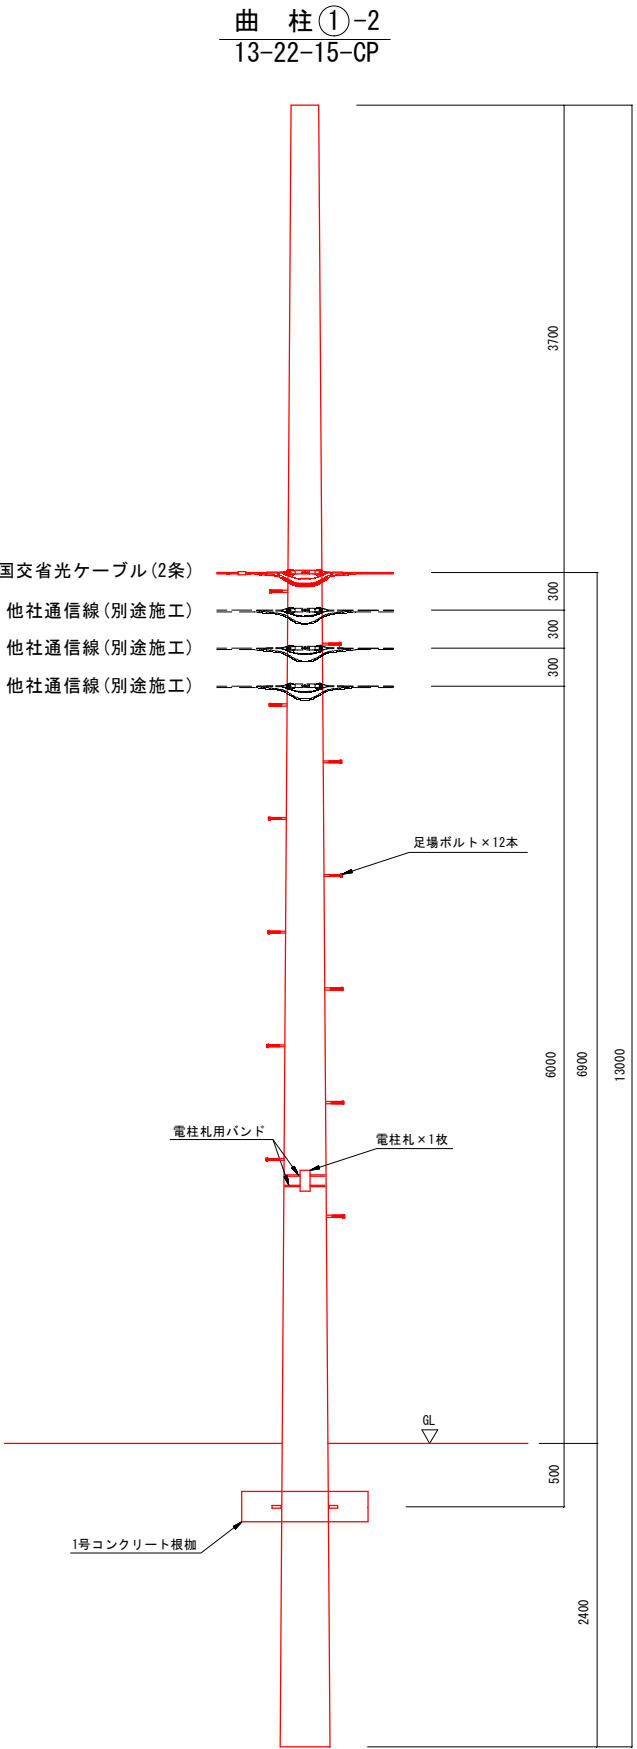 曲 柱①-2
13-22-15-CP
3700
国交省光ケーブル(2条)
300
他社通信線(別途施工)
300
他社通信線(別途施工)
300
他社通信線(別途施工)
足場ボルト×12本
6000
6900
13000
電柱札用バンド
電柱札×1枚
GL
500
1号コンクリート根枷
2400